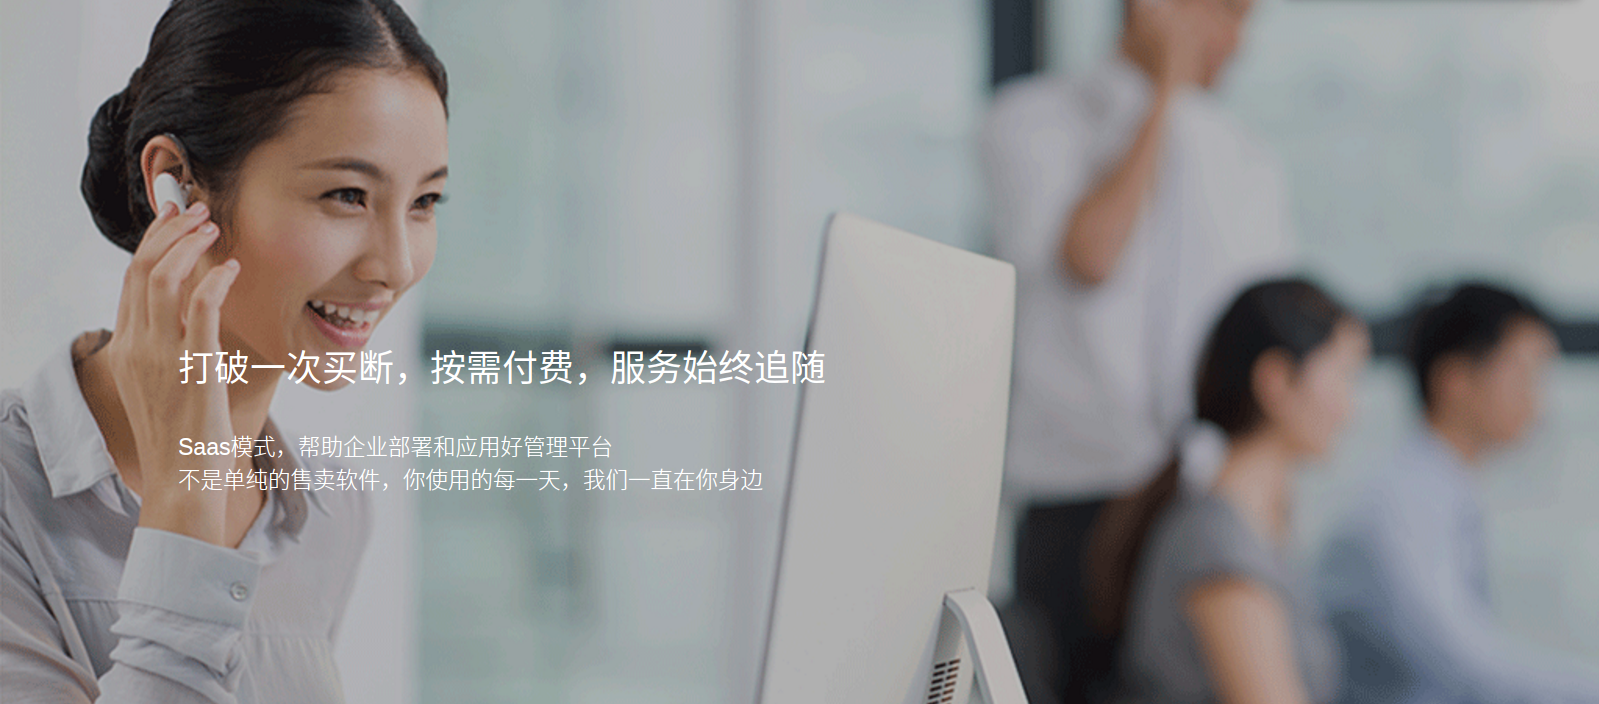 打破一次买断，按需付费，服务始终追随
Saas模式，帮助企业部署和应用好管理平台
不是单纯的售卖软件，你使用的每一天，我们一直在你身边